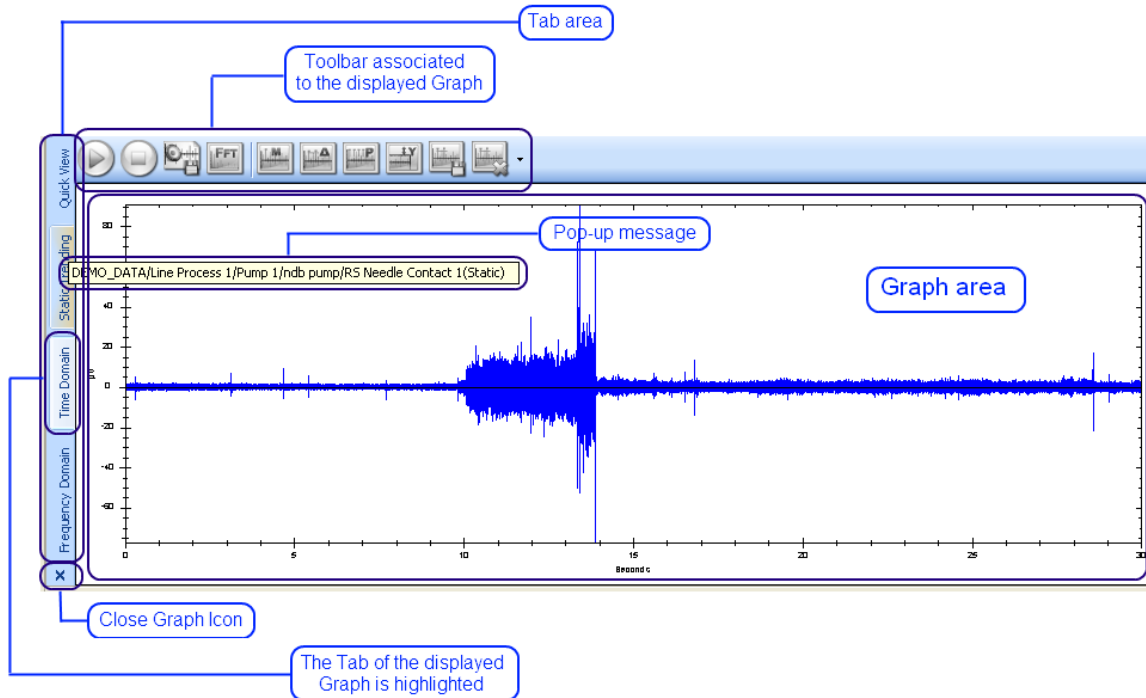 Tab area
Toolbar associated
to the displayed Graph
FFT
M
Δ
P
IY
Quick View
Static Trending
Time Domain
Frequency Domain
Pop-up message
DEMO_DATA/Line Process 1/Pump 1/ndb pump/RS Needle Contact 1(Static)
Graph area
80
40
20
0
-20
-40
-60
0
5
10
15
20
25
30
Seconds
X
Close Graph Icon
The Tab of the displayed
Graph is highlighted